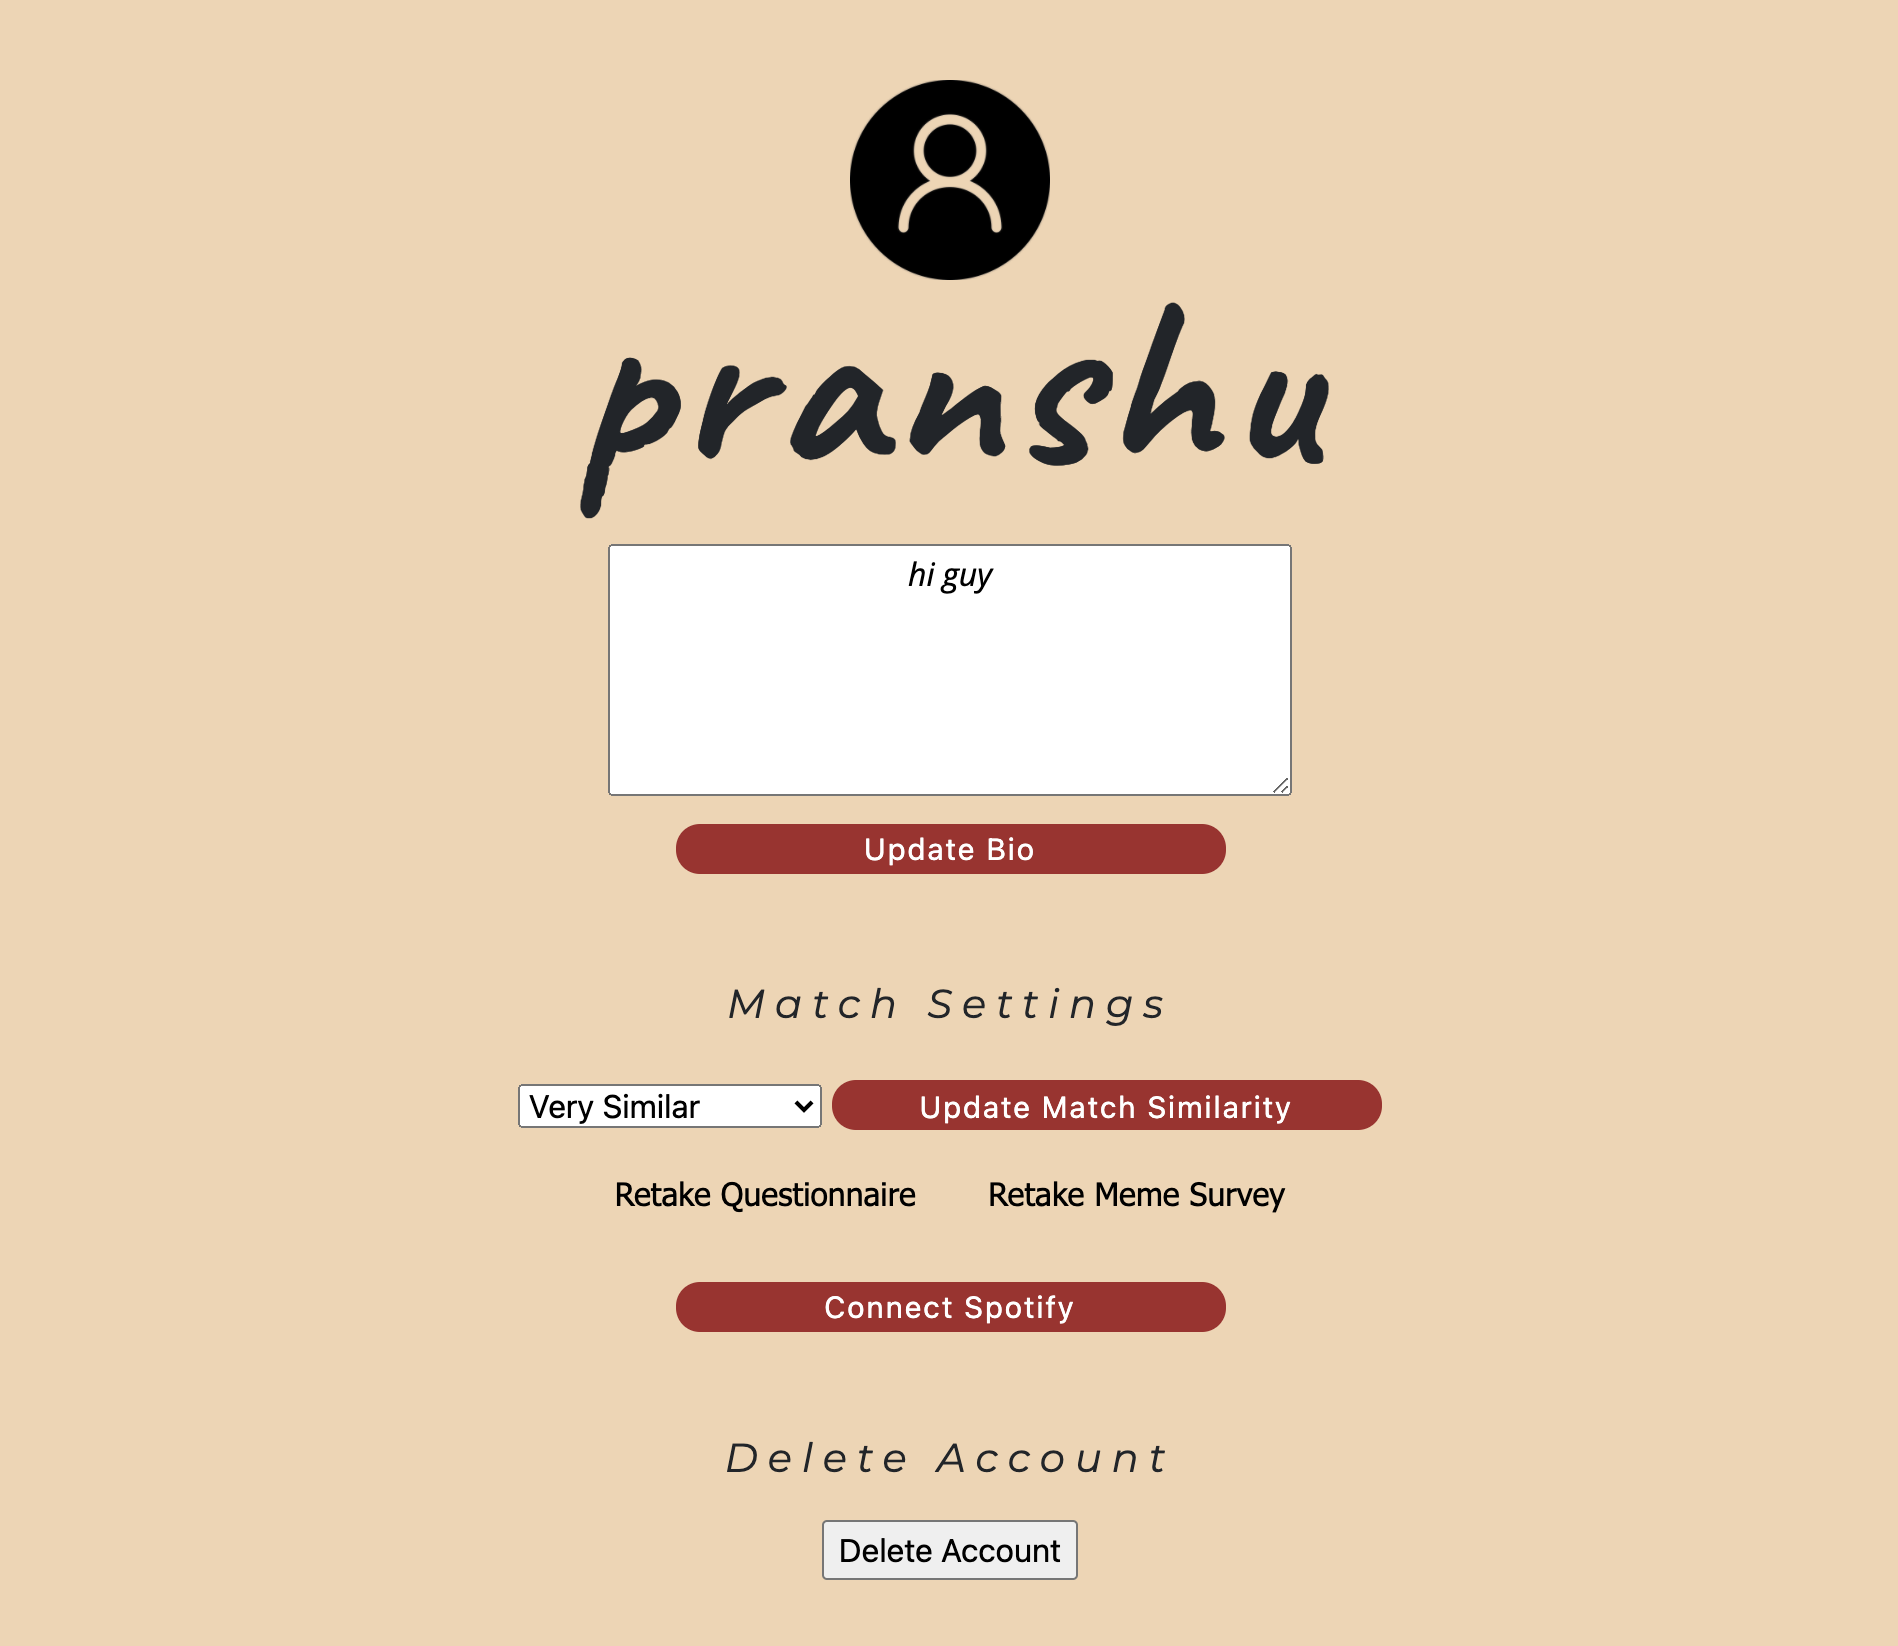 pranshu
hi guy
Update Bio
Match Settings
Very Similar Update Match Similarity
Retake Questionnaire Retake Meme Survey
Connect Spotify
Delete Account
Delete Account